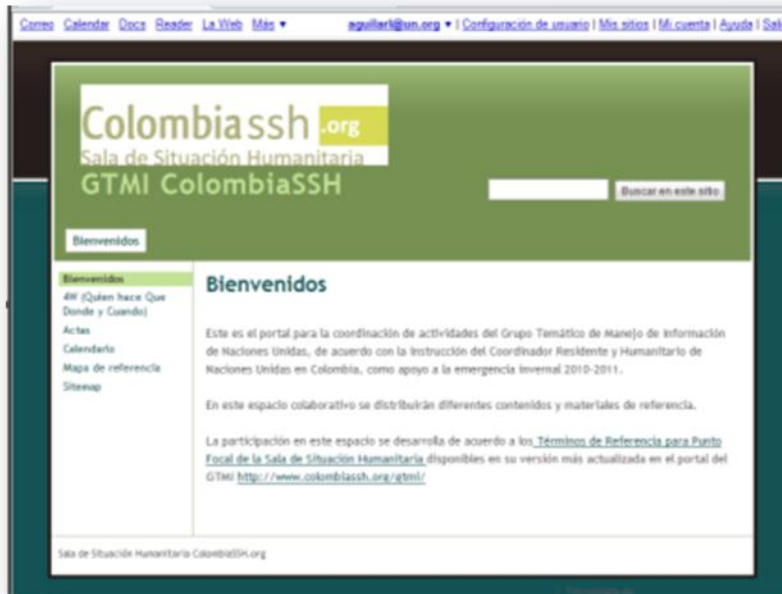 Correo Calendar Docs Reader La Web Más ▼ aguilarl@un.org ▼ | Configuración de usuario | Mis sitios | Mi cuenta | Ayuda | Sali
Colombiassh .org
Sala de Situación Humanitaria
GTMI ColombiaSSH
Buscar en este sitio
Bienvenidos
Bienvenidos
4W (Quien hace Que
Donde y Cuando)
Actas
Calendario
Mapa de referencia
Sitemap
Bienvenidos
Este es el portal para la coordinación de actividades del Grupo Temático de Manejo de Información
de Naciones Unidas, de acuerdo con la instrucción del Coordinador Residente y Humanitario de
Naciones Unidas en Colombia, como apoyo a la emergencia invernal 2010-2011.
En este espacio colaborativo se distribuirán diferentes contenidos y materiales de referencia.
La participación en este espacio se desarrolla de acuerdo a los Términos de Referencia para Punto
Focal de la Sala de Situación Humanitaria disponibles en su versión más actualizada en el portal del
GTMI http://www.colombiassh.org/gtmi/
Sala de Situación Humanitario ColombiaSSH.org